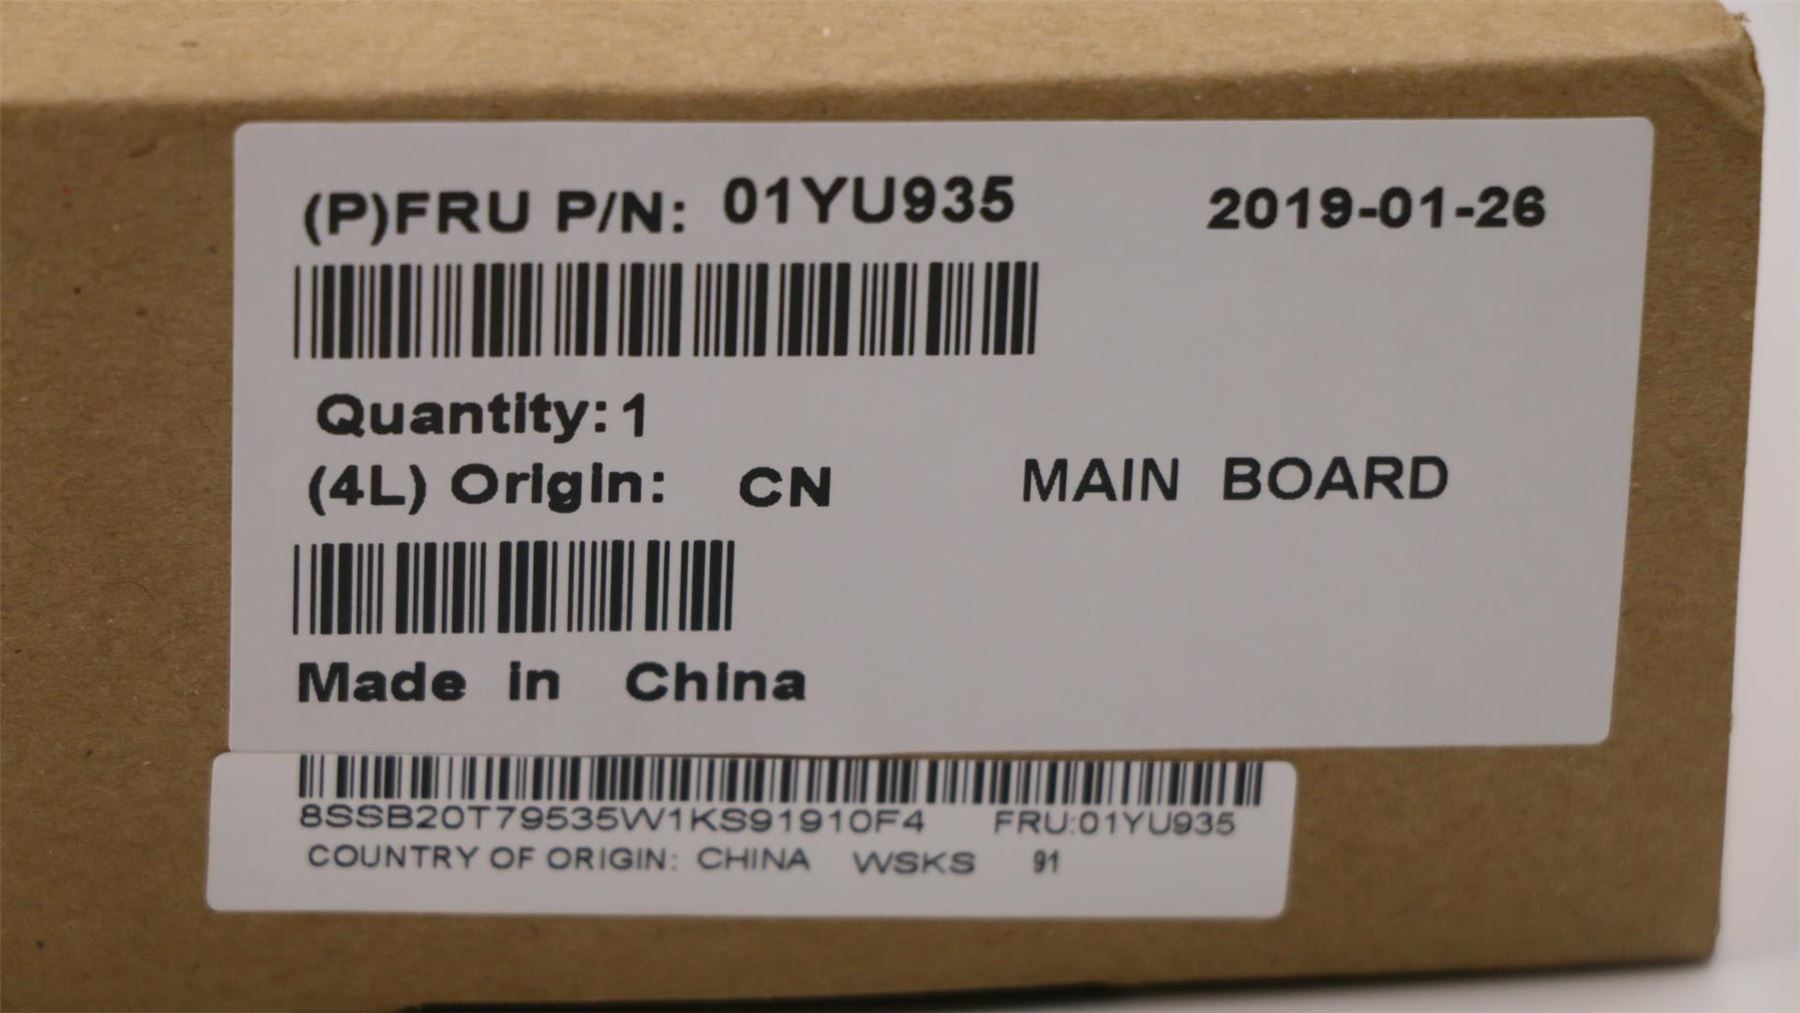 (P)FRU P/N: 01YU935 2019-01-26
Quantity: 1
(4L) Origin: CN MAIN BOARD
Made in China
8SSB20T79535W1KS91910F4 FRU:01YU935
COUNTRY OF ORIGIN: CHINA WSKS 91